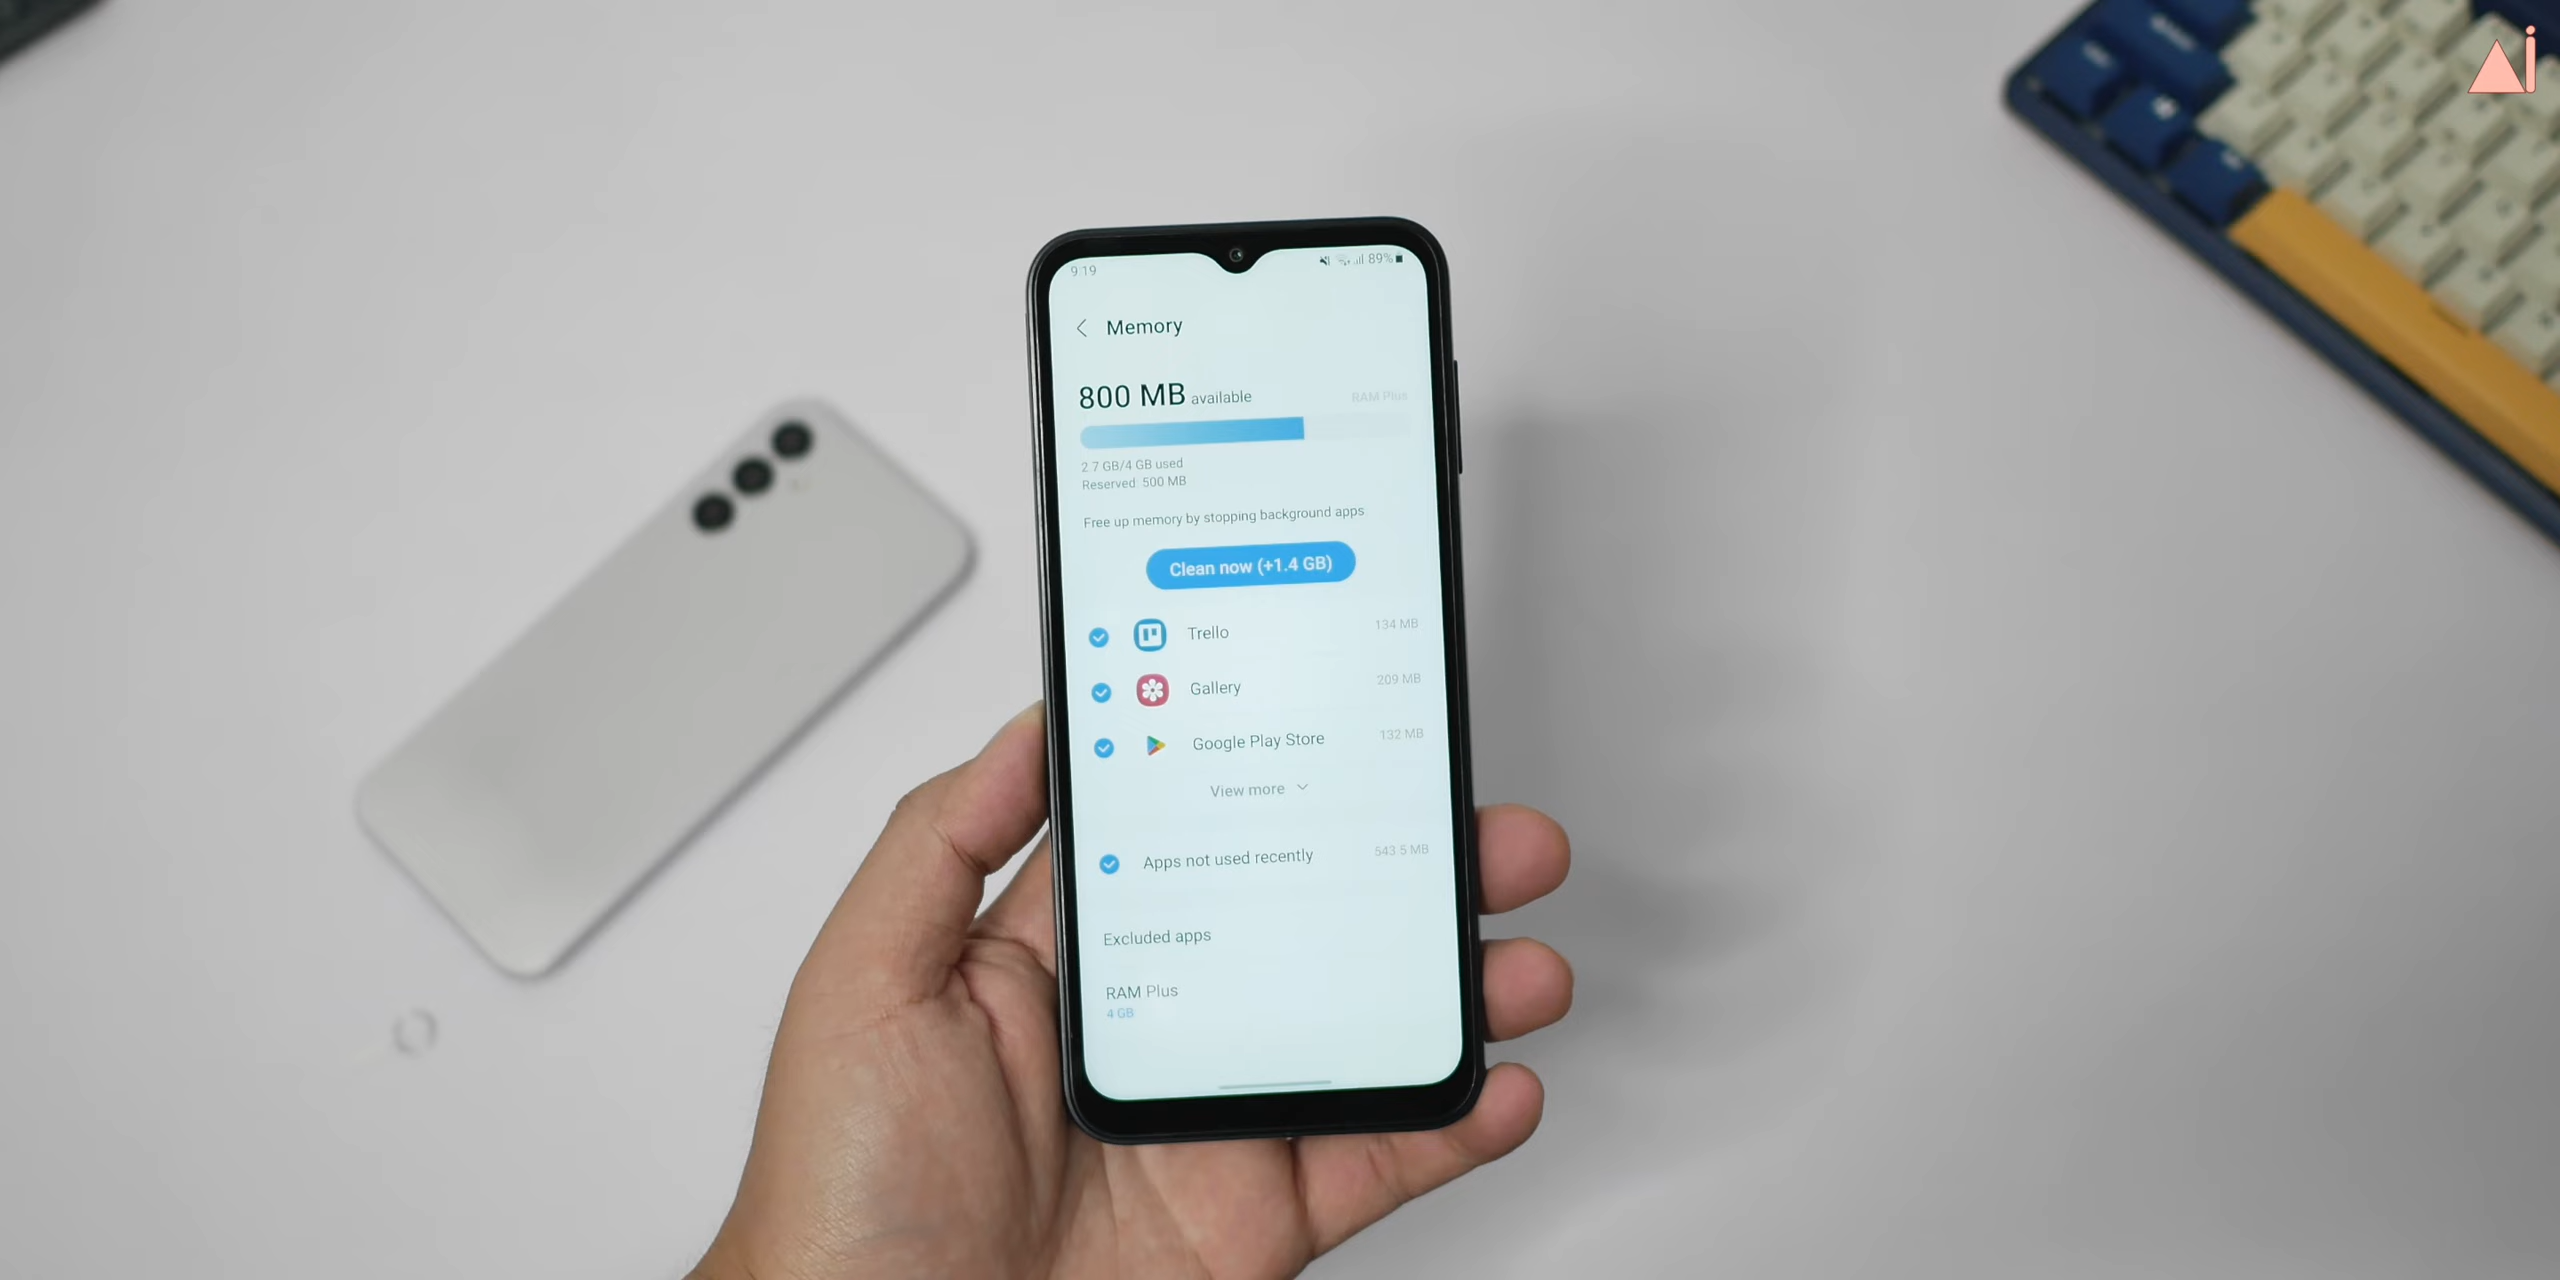 Ai
9:19
89%
Memory
800 MB available
RAM Plus
2.7 GB/4 GB used
Reserved: 500 MB
Free up memory by stopping background apps.
Clean now (+1.4 GB)
Trello 134 MB
Gallery 209 MB
Google Play Store 132 MB
View more
Apps not used recently 543.5 MB
Excluded apps
RAM Plus
4 GB